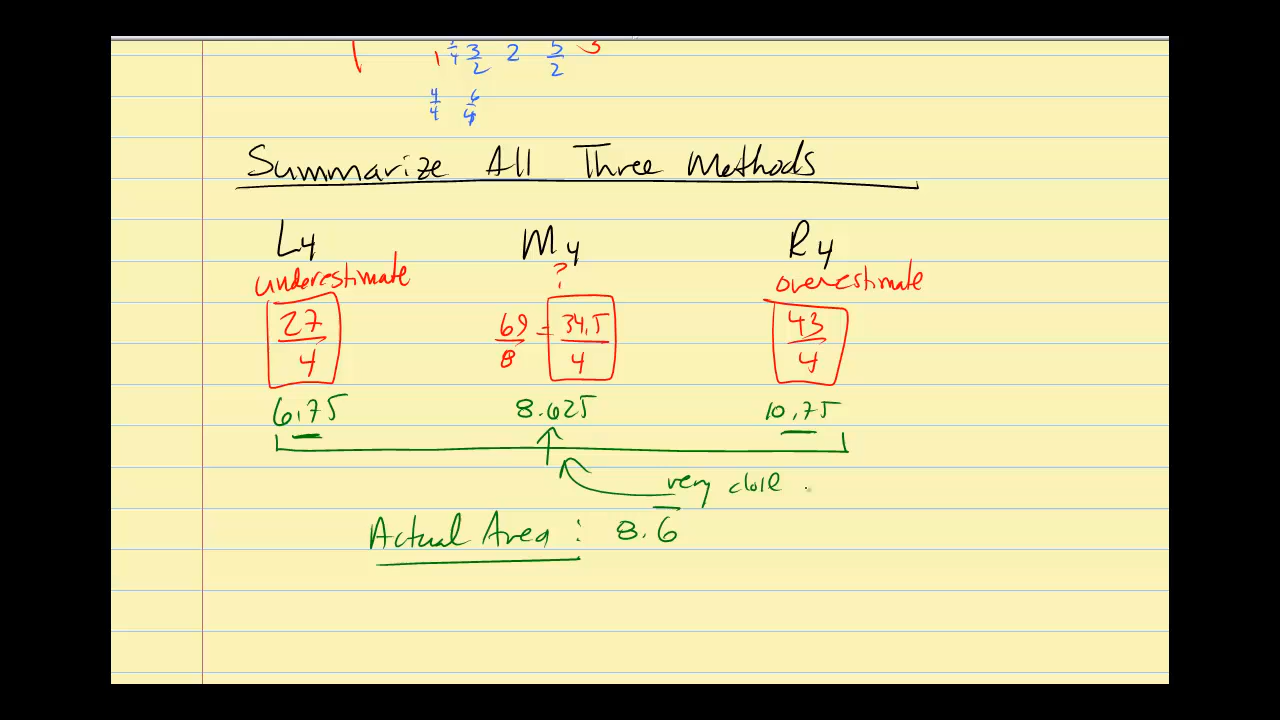 1 5/4 3/2 2 5/2 3
4/4 6/4
Summarize All Three Methods
L4 M4 R4
underestimate ? overestimate
27/4 69/8 = 34.5/4 43/4
6.75 8.625 10.75
very close
Actual Area: 8.6